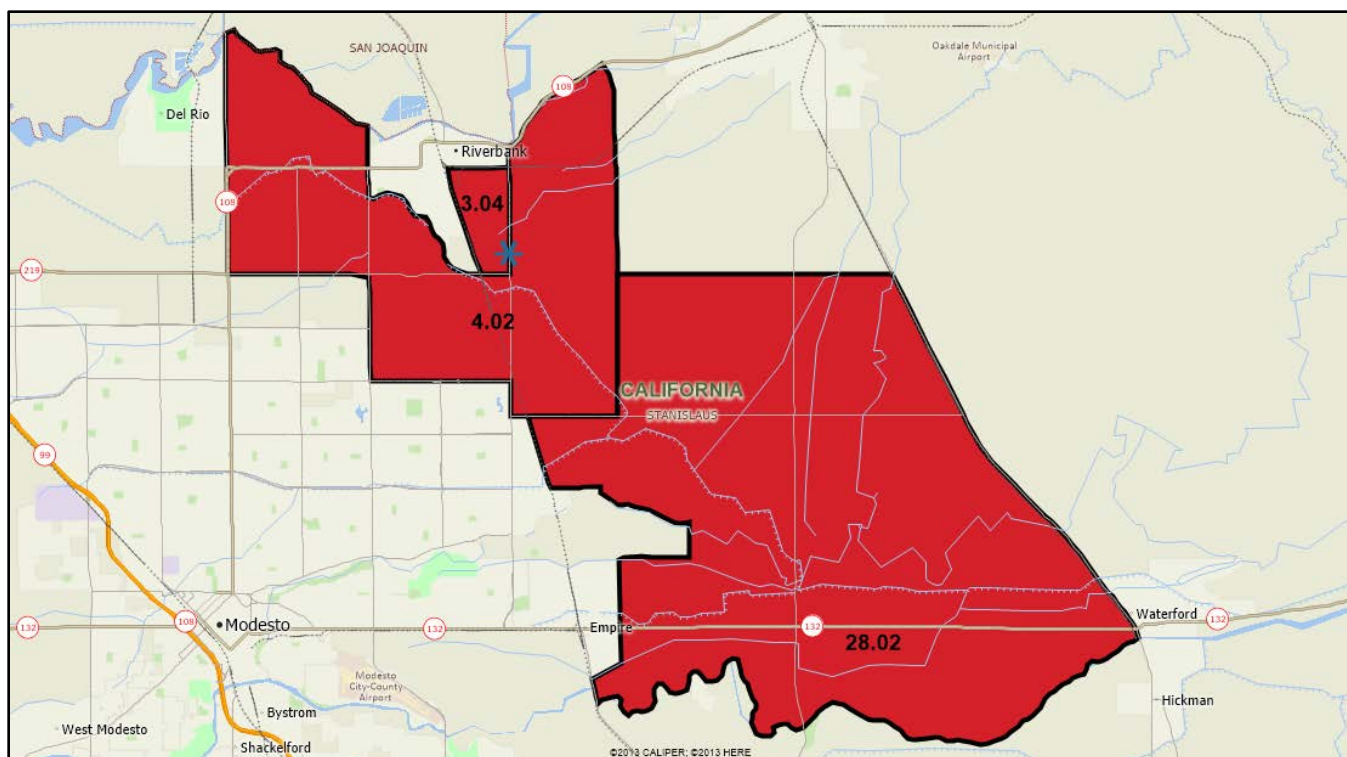 SAN JOAQUIN
Oakdale Municipal
Airport
108
Del Rio
Riverbank
3.04
108
219
4.02
CALIFORNIA
STANISLAUS
99
Waterford
132
108
Modesto
132
Empire
132
132
28.02
Modesto
City-County
Airport
Hickman
Bystrom
West Modesto
Shackelford
©2013 CALIPER; ©2013 HERE